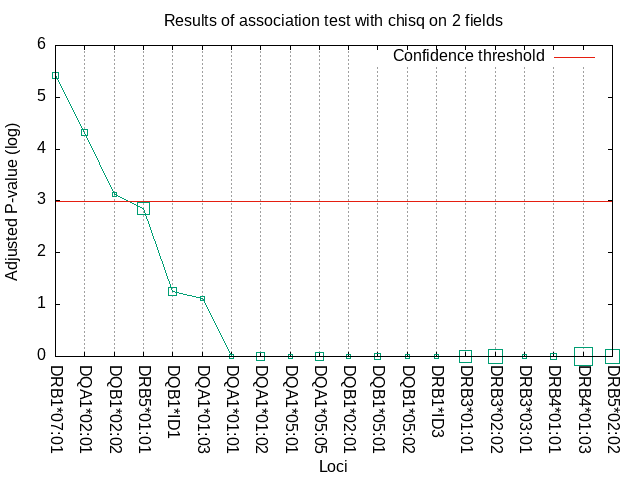 Results of association test with chisq on 2 fields
Confidence threshold
Adjusted P-value (log)
6
5
4
3
2
1
0
DRB1*07:01
DQA1*02:01
DQB1*02:02
DRB5*01:01
DQB1*ID1
DQA1*01:03
DQA1*01:01
DQA1*01:02
DQA1*05:01
DQA1*05:05
DQB1*02:01
DQB1*05:01
DQB1*05:02
DRB1*ID3
DRB3*01:01
DRB3*02:02
DRB3*03:01
DRB4*01:01
DRB4*01:03
DRB5*02:02
Loci